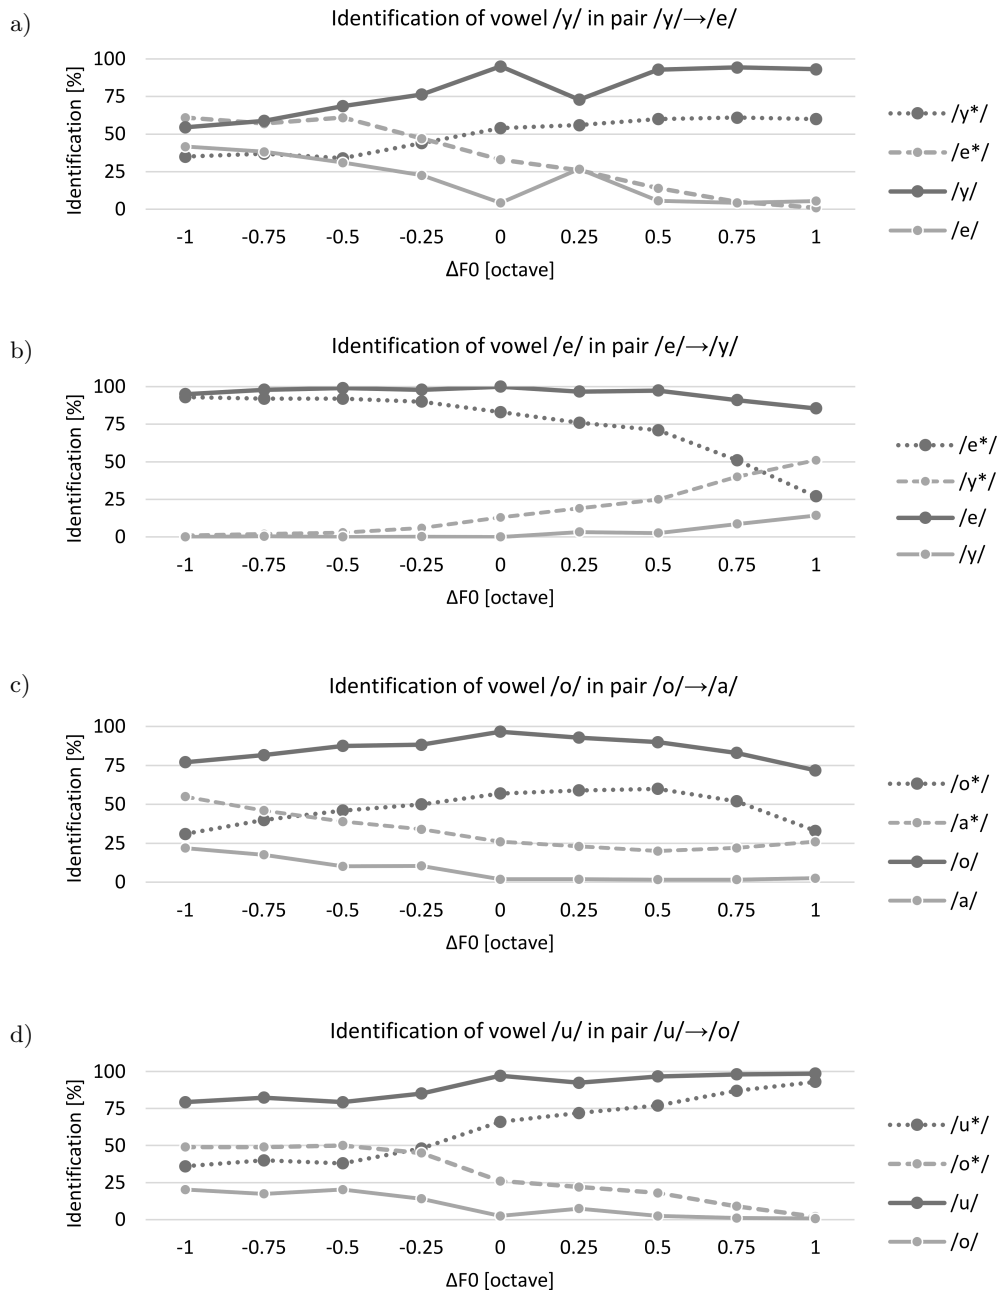 a)
Identification of vowel /y/ in pair /y/→/e/
Identification [%]
100
75
50
25
0
-1 -0.75 -0.5 -0.25 0 0.25 0.5 0.75 1
ΔF0 [octave]
/y*/
/e*/
/y/
/e/
b)
Identification of vowel /e/ in pair /e/→/y/
Identification [%]
100
75
50
25
0
-1 -0.75 -0.5 -0.25 0 0.25 0.5 0.75 1
ΔF0 [octave]
/e*/
/y*/
/e/
/y/
c)
Identification of vowel /o/ in pair /o/→/a/
Identification [%]
100
75
50
25
0
-1 -0.75 -0.5 -0.25 0 0.25 0.5 0.75 1
ΔF0 [octave]
/o*/
/a*/
/o/
/a/
d)
Identification of vowel /u/ in pair /u/→/o/
Identification [%]
100
75
50
25
0
-1 -0.75 -0.5 -0.25 0 0.25 0.5 0.75 1
ΔF0 [octave]
/u*/
/o*/
/u/
/o/